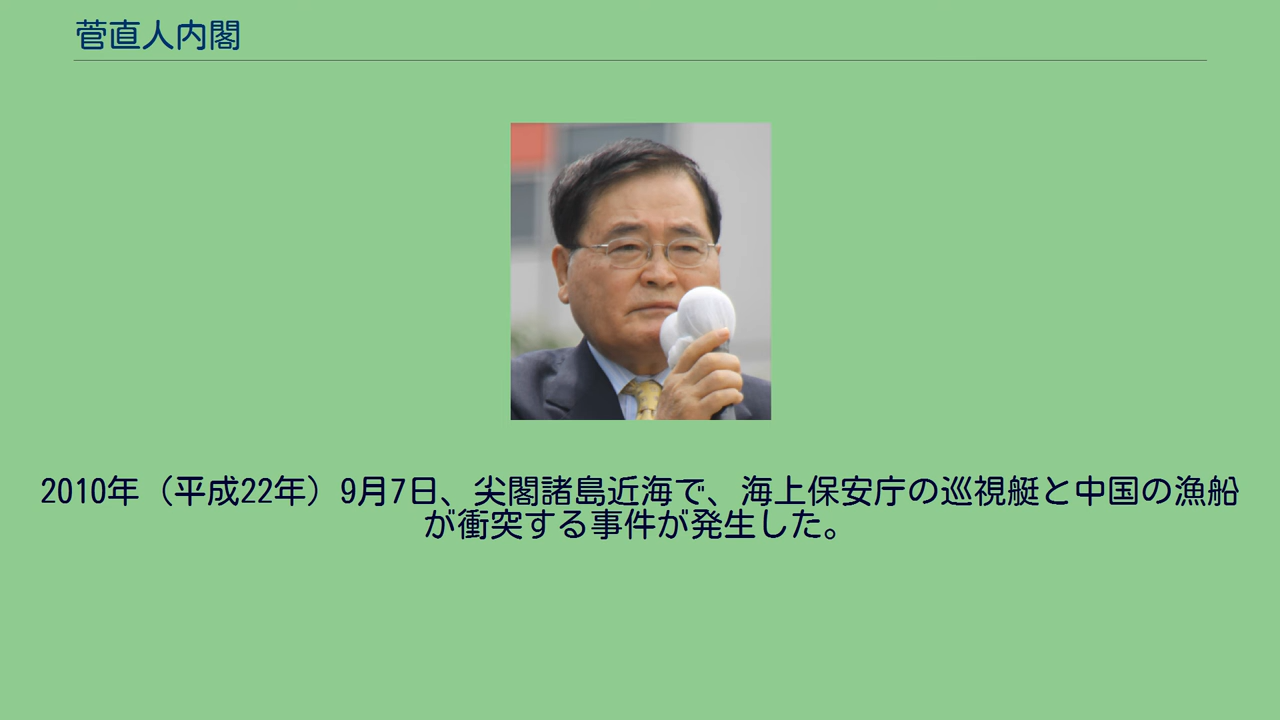 菅直人内閣
2010年（平成22年）9月7日、尖閣諸島近海で、海上保安庁の巡視艇と中国の漁船
が衝突する事件が発生した。